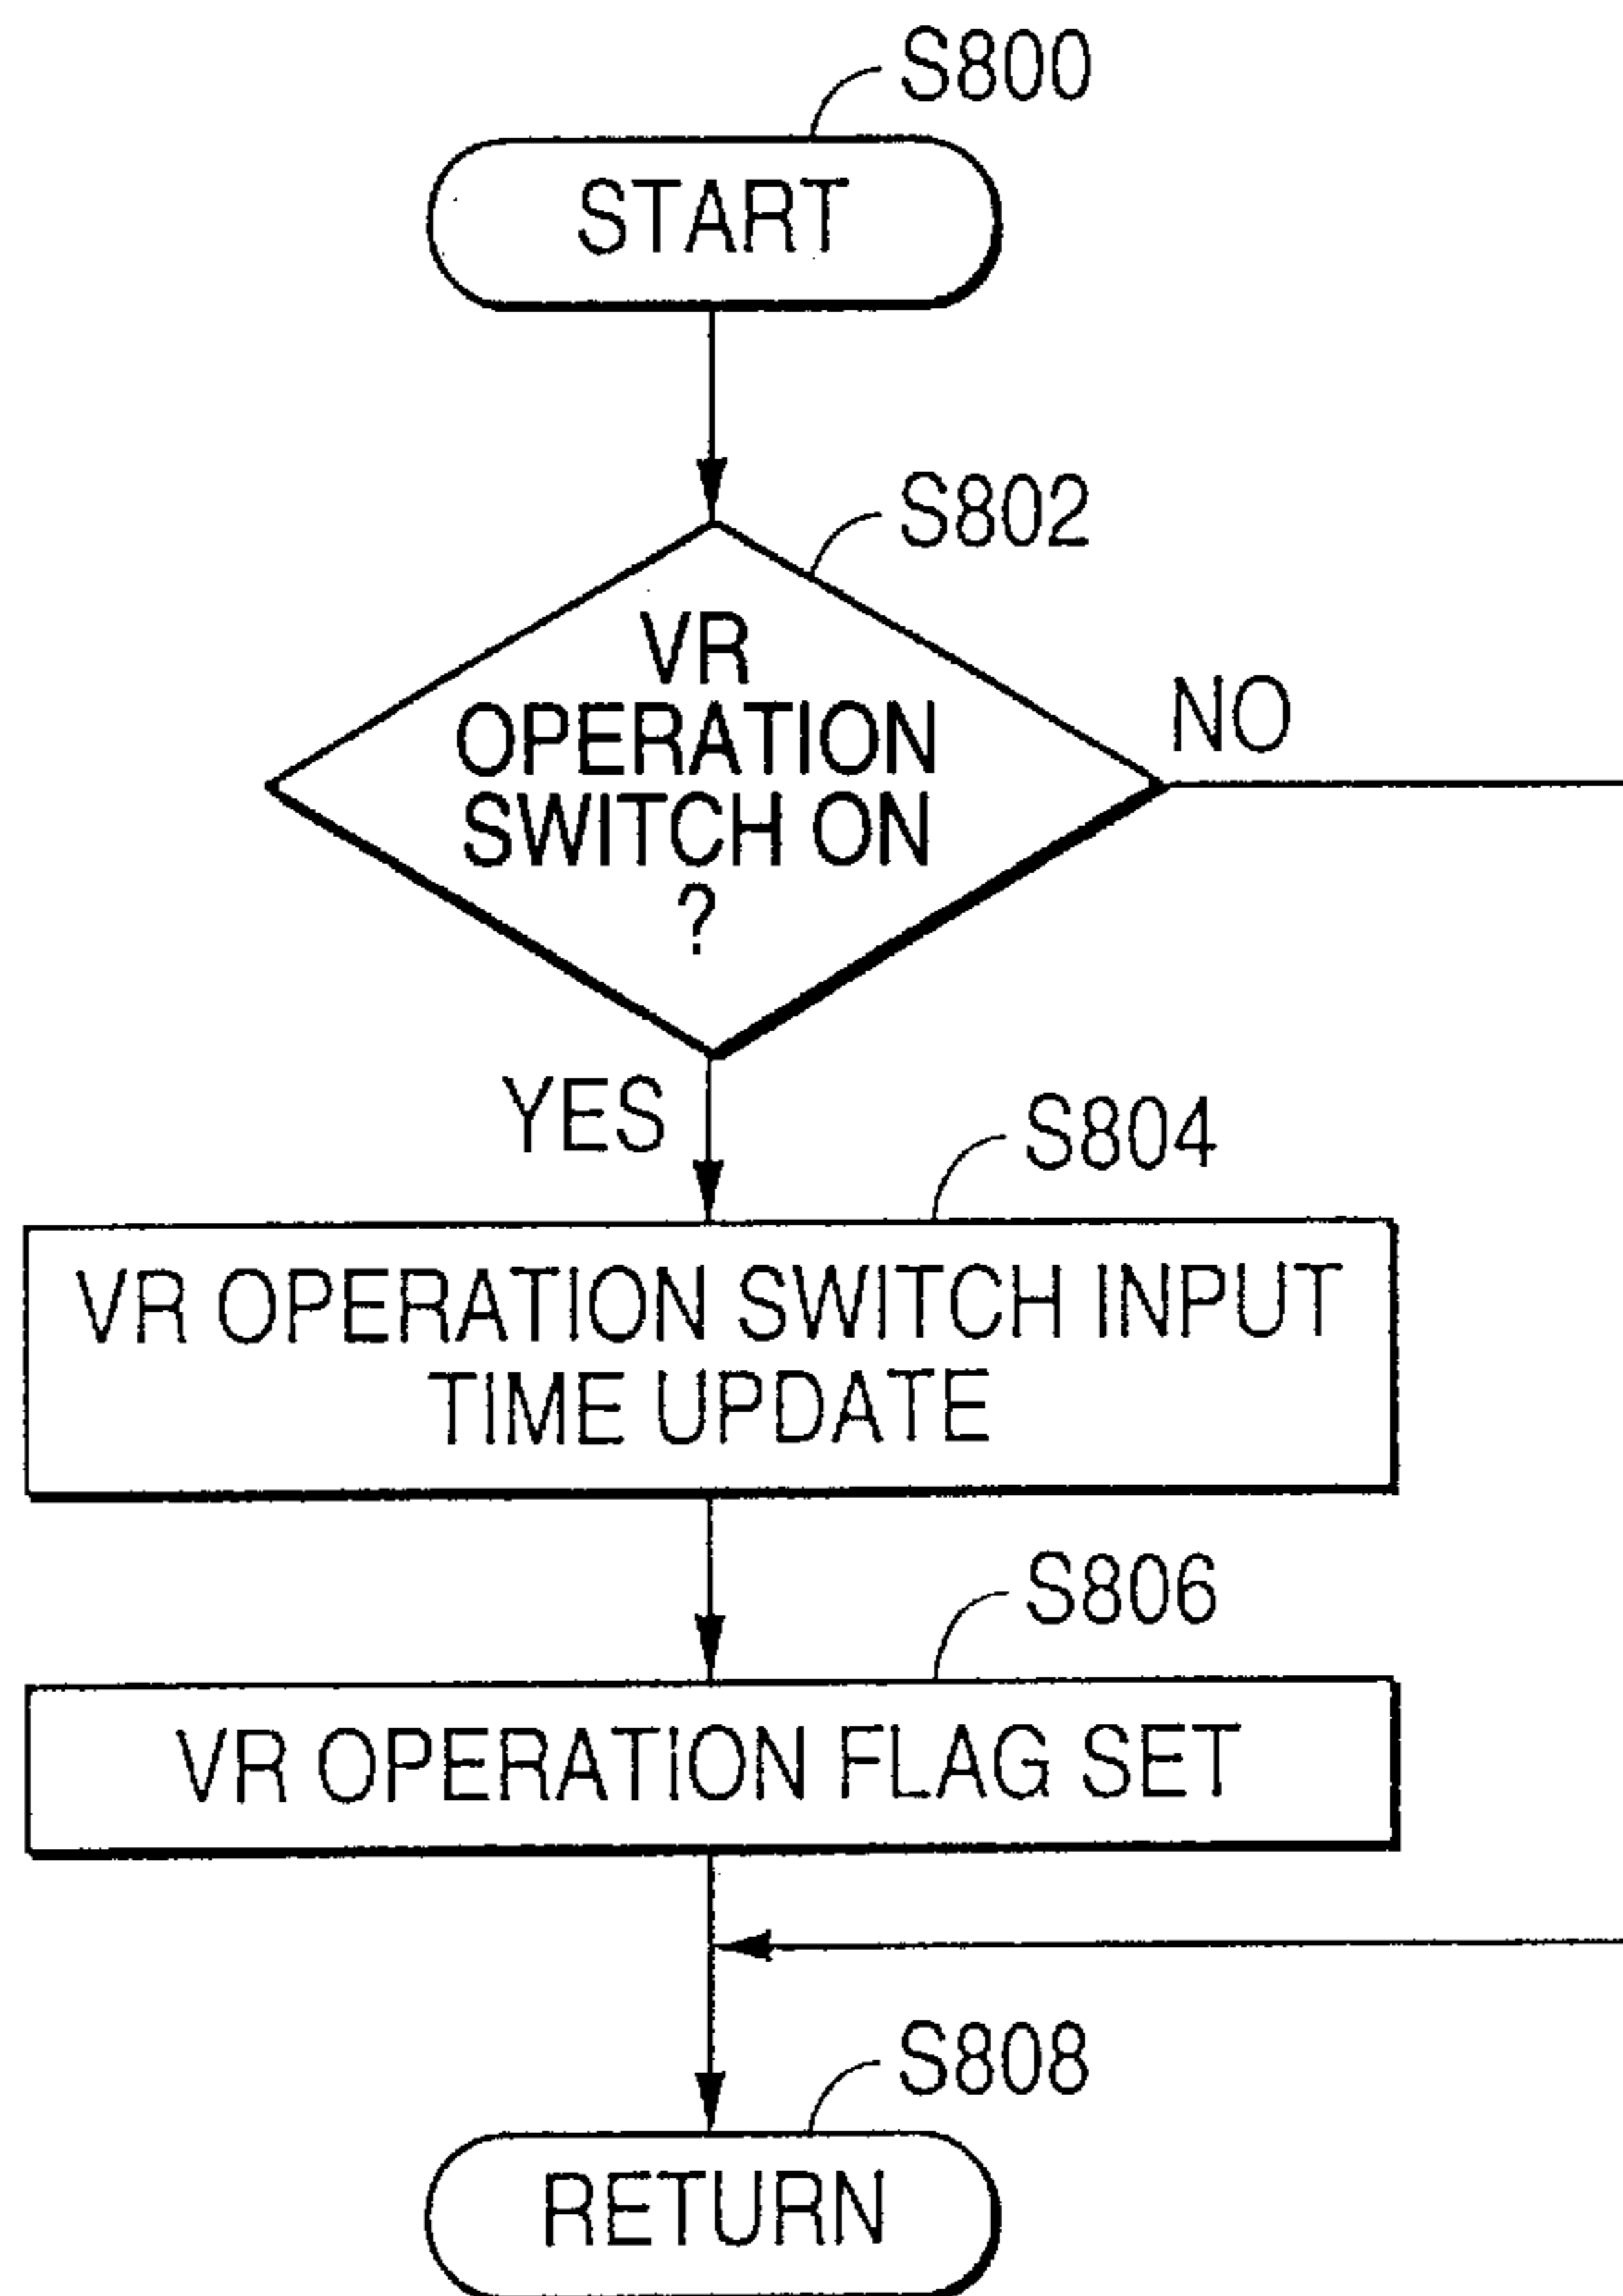 S800
START
S802
VR
OPERATION
SWITCH ON
?
NO
YES
S804
VR OPERATION SWITCH INPUT
TIME UPDATE
S806
VR OPERATION FLAG SET
S808
RETURN